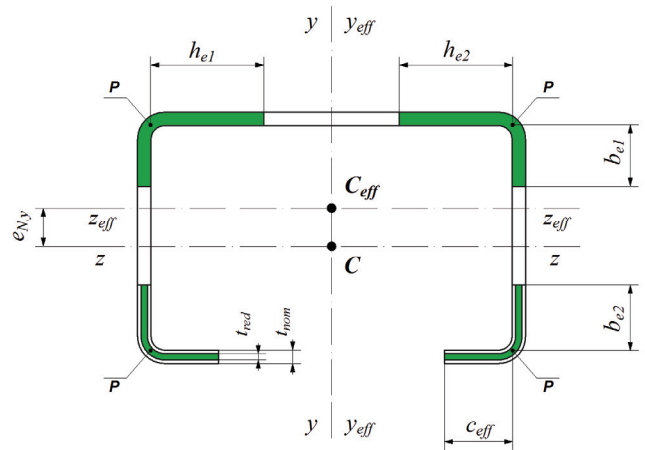 y y_eff
h_e1 h_e2
P P
b_e1
C_eff
e_N,y z_eff z_eff
z z
C
t_red t_nom b_e2
P P
c_eff
y y_eff